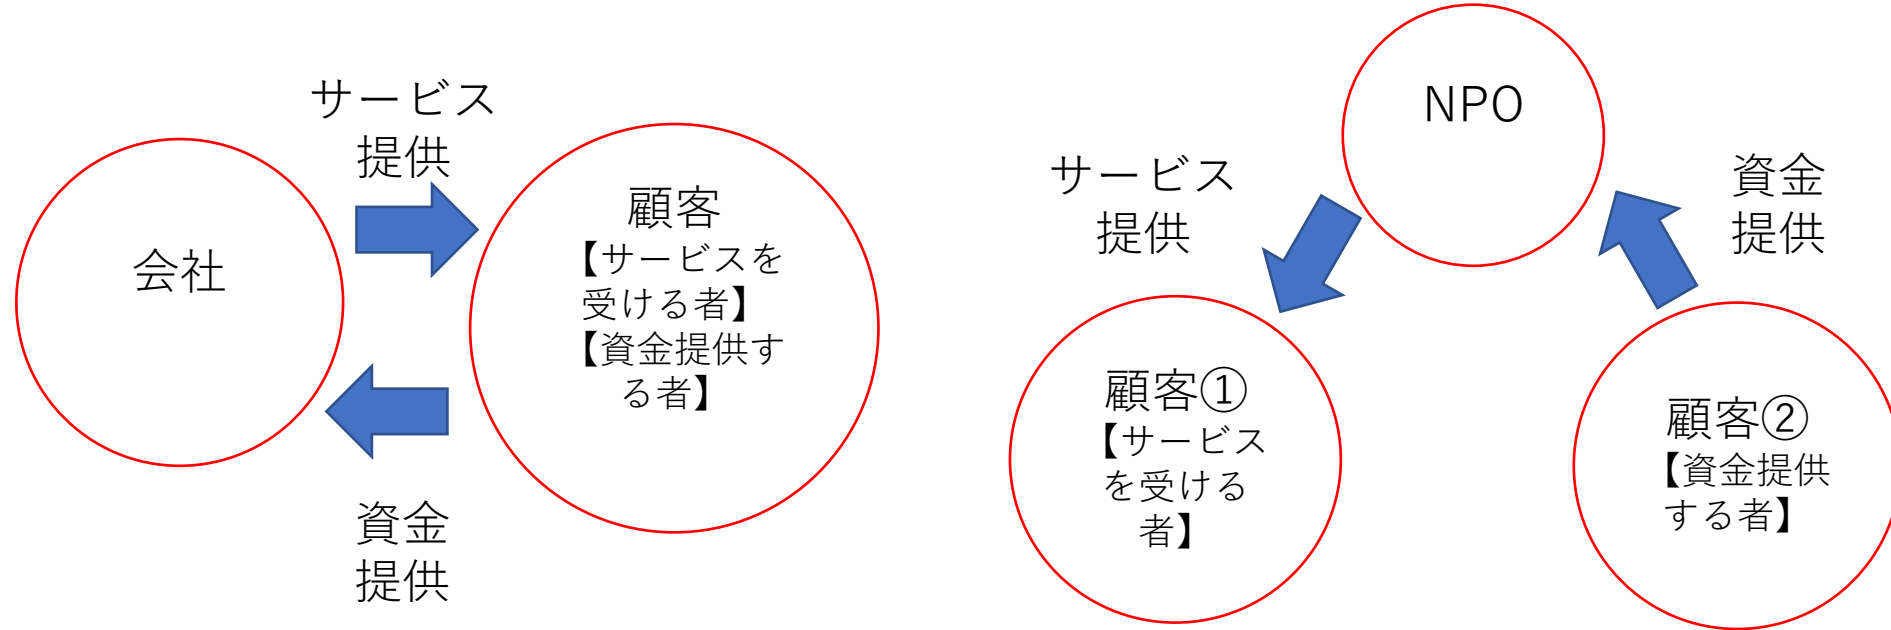 サービス
提供
会社
顧客
【サービスを
受ける者】
【資金提供す
る者】
資金
提供
NPO
サービス
提供
資金
提供
顧客①
【サービス
を受ける
者】
顧客②
【資金提供
する者】